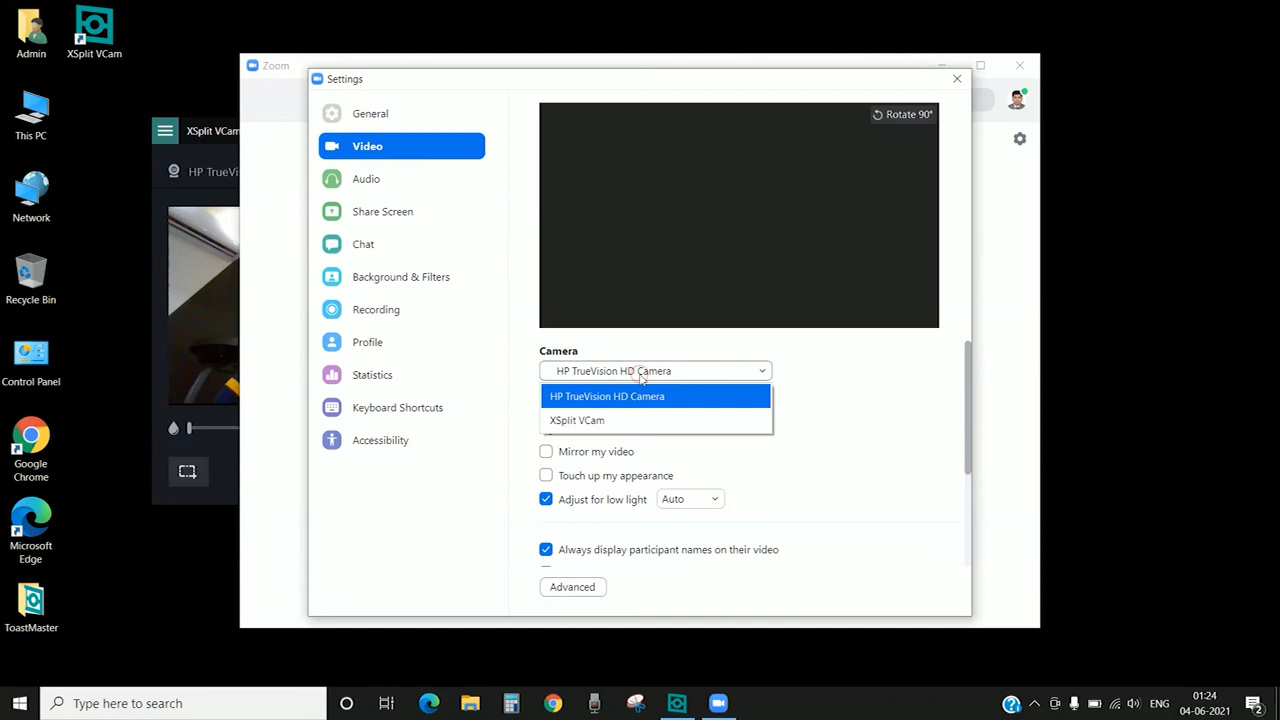 Admin
XSplit VCam
This PC
Network
Recycle Bin
Control Panel
Google
Chrome
Microsoft
Edge
ToastMaster
XSplit VCam
HP TrueVi
Zoom
Settings
General
Video
Audio
Share Screen
Chat
Background & Filters
Recording
Profile
Statistics
Keyboard Shortcuts
Accessibility
Rotate 90°
Camera
HP TrueVision HD Camera
HP TrueVision HD Camera
XSplit VCam
Mirror my video
Touch up my appearance
Adjust for low light Auto
Always display participant names on their video
Advanced
Type here to search
ENG
01:24
04-06-2021
2